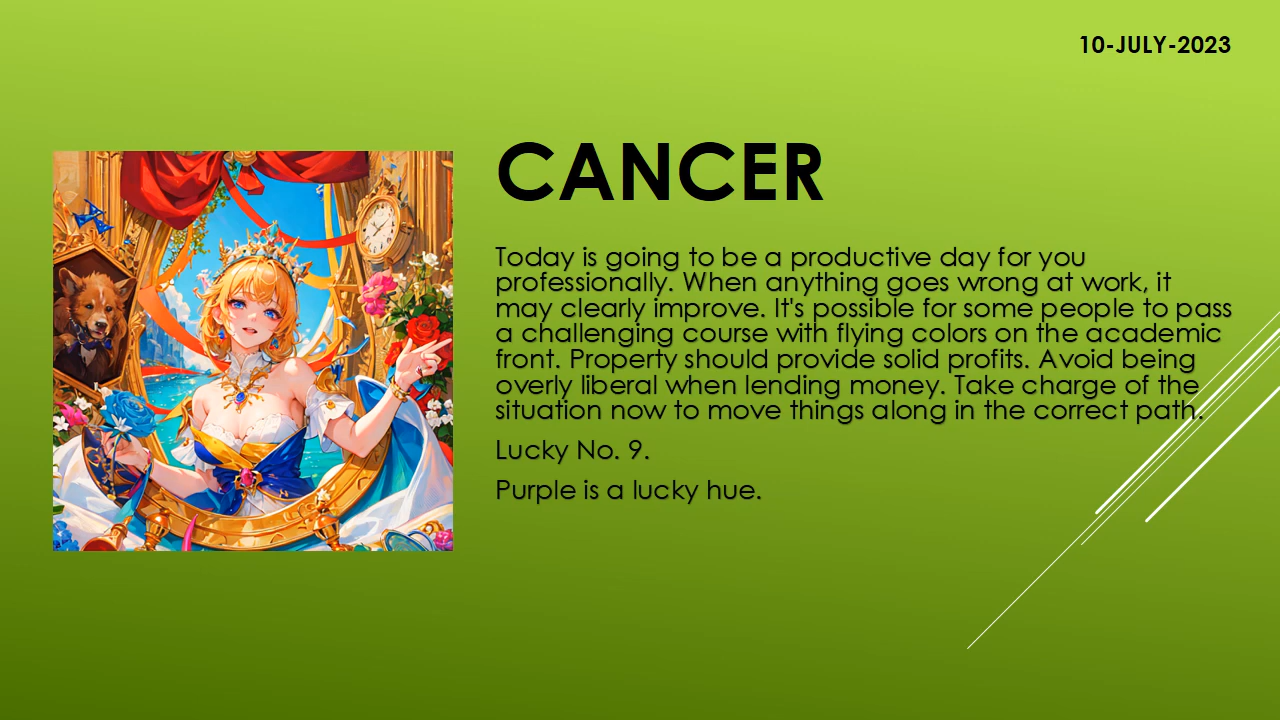 10-JULY-2023
CANCER
Today is going to be a productive day for you
professionally. When anything goes wrong at work, it
may clearly improve. It's possible for some people to pass
a challenging course with flying colors on the academic
front. Property should provide solid profits. Avoid being
overly liberal when lending money. Take charge of the
situation now to move things along in the correct path.
Lucky No. 9.
Purple is a lucky hue.